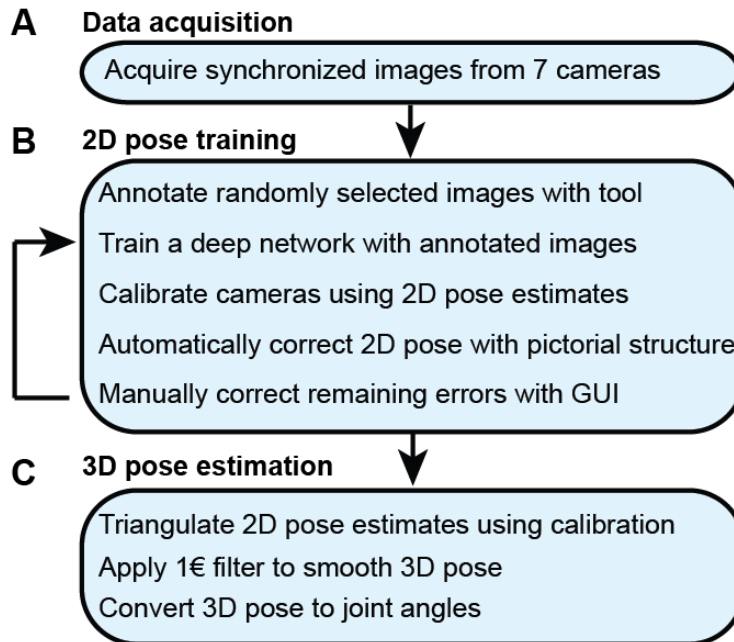 A Data acquisition
Acquire synchronized images from 7 cameras
B 2D pose training
Annotate randomly selected images with tool
Train a deep network with annotated images
Calibrate cameras using 2D pose estimates
Automatically correct 2D pose with pictorial structure
Manually correct remaining errors with GUI
C 3D pose estimation
Triangulate 2D pose estimates using calibration
Apply 1€ filter to smooth 3D pose
Convert 3D pose to joint angles